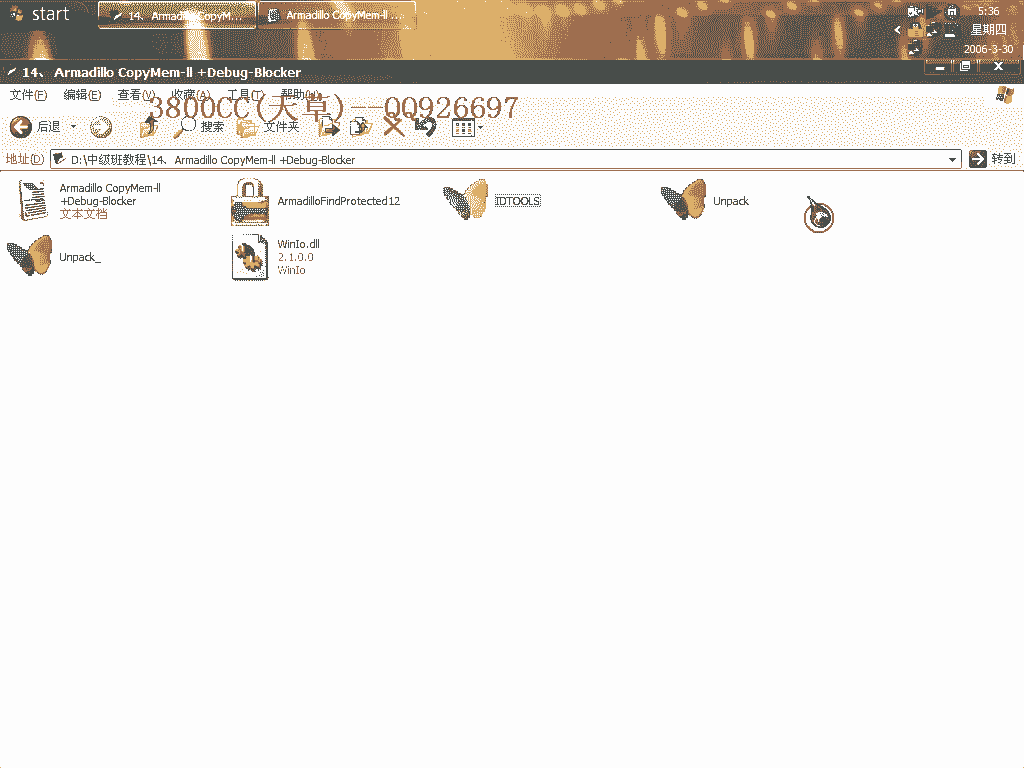 start
14、Armadillo CopyM...
Armadillo CopyMem-ll ...
5:36
星期四
2006-3-30
14、 Armadillo CopyMem-ll +Debug-Blocker
文件(F) 编辑(E) 查看(V) 收藏(A) 工具(T) 帮助(H)
3800CC(天草)--QQ926697
后退 搜索 文件夹
地址(D) D:\中级班教程\14、Armadillo CopyMem-ll +Debug-Blocker 转到
Armadillo CopyMem-ll
+Debug-Blocker
文本文档
ArmadilloFindProtected12
IDTOOLS
Unpack
Unpack_
WinIo.dll
2.1.0.0
WinIo